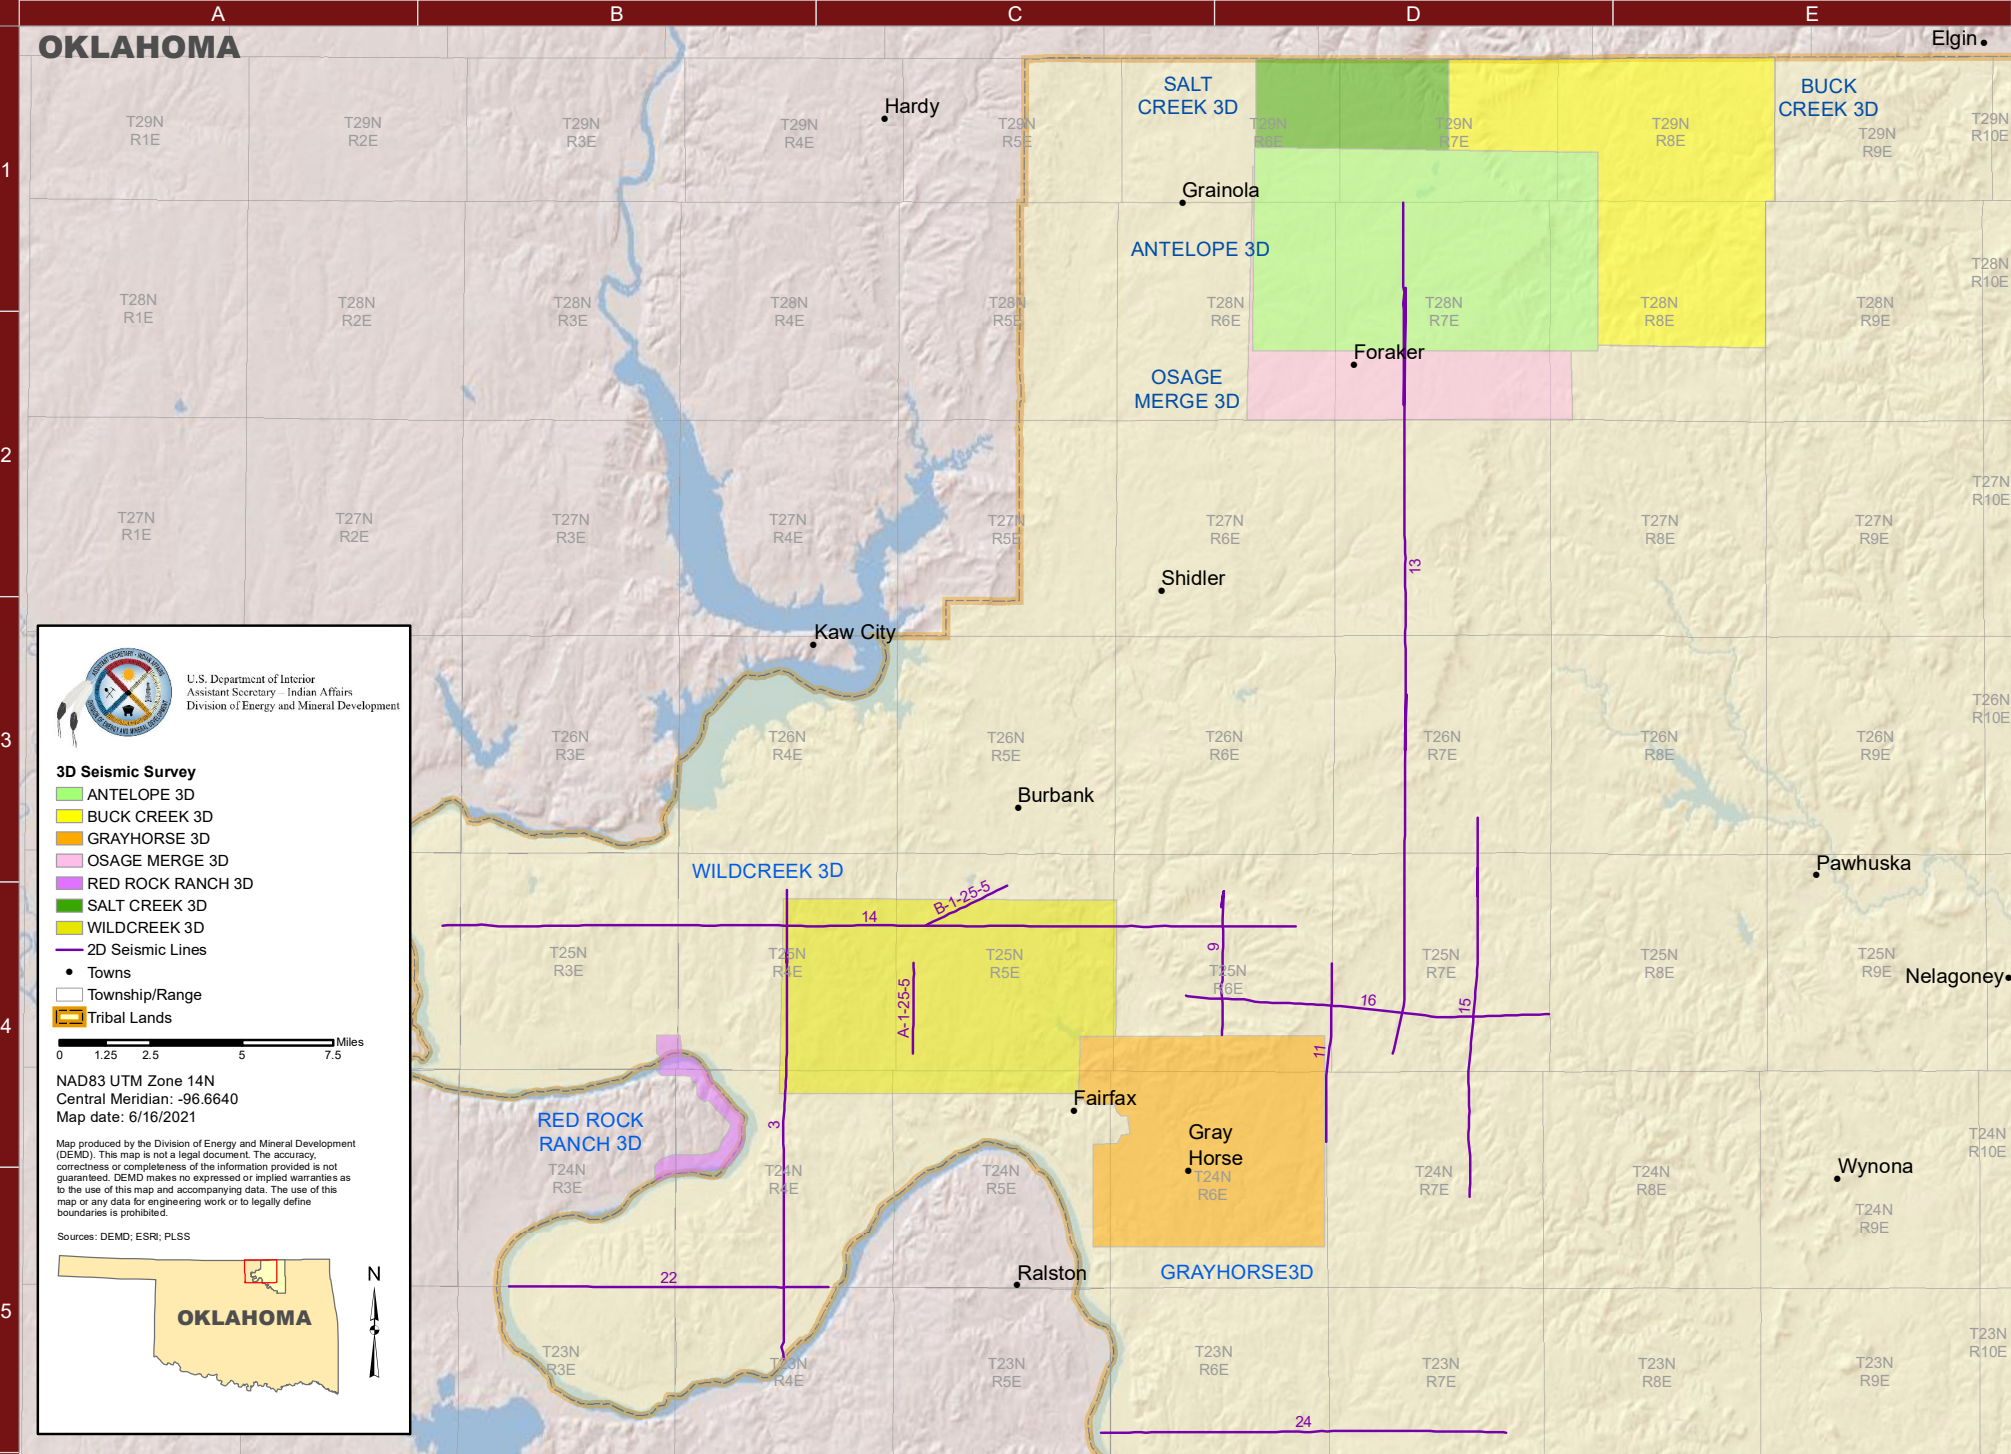 A
B
C
D
E
1
2
3
4
5
OKLAHOMA
Elgin
Hardy
SALT
CREEK 3D
BUCK
CREEK 3D
T29N
R1E
T29N
R2E
T29N
R3E
T29N
R4E
T29N
R5E
T29N
R6E
T29N
R7E
T29N
R8E
T29N
R9E
T29N
R10E
Grainola
ANTELOPE 3D
T28N
R1E
T28N
R2E
T28N
R3E
T28N
R4E
T28N
R5E
T28N
R6E
T28N
R7E
T28N
R8E
T28N
R9E
T28N
R10E
Foraker
OSAGE
MERGE 3D
T27N
R1E
T27N
R2E
T27N
R3E
T27N
R4E
T27N
R5E
T27N
R6E
T27N
R8E
T27N
R9E
T27N
R10E
13
Shidler
Kaw City
T26N
R3E
T26N
R4E
T26N
R5E
T26N
R6E
T26N
R7E
T26N
R8E
T26N
R9E
T26N
R10E
Burbank
Pawhuska
WILDCREEK 3D
B-1-25-5
14
9
T25N
R3E
T25N
R4E
T25N
R5E
T25N
R6E
T25N
R7E
T25N
R8E
T25N
R9E
Nelagoney
A-1-25-5
16
15
11
Fairfax
RED ROCK
RANCH 3D
3
Gray
Horse
T24N
R3E
T24N
R4E
T24N
R5E
T24N
R6E
T24N
R7E
T24N
R8E
T24N
R9E
T24N
R10E
Wynona
22
Ralston
GRAYHORSE3D
T23N
R3E
T23N
R4E
T23N
R5E
T23N
R6E
T23N
R7E
T23N
R8E
T23N
R9E
T23N
R10E
24
ASSISTANT SECRETARY - INDIAN AFFAIRS
DIVISION OF ENERGY AND MINERAL DEVELOPMENT
U.S. Department of Interior
Assistant Secretary – Indian Affairs
Division of Energy and Mineral Development
3D Seismic Survey
ANTELOPE 3D
BUCK CREEK 3D
GRAYHORSE 3D
OSAGE MERGE 3D
RED ROCK RANCH 3D
SALT CREEK 3D
WILDCREEK 3D
2D Seismic Lines
Towns
Township/Range
Tribal Lands
Miles
0 1.25 2.5 5 7.5
NAD83 UTM Zone 14N
Central Meridian: -96.6640
Map date: 6/16/2021
Map produced by the Division of Energy and Mineral Development
(DEMD). This map is not a legal document. The accuracy,
correctness or completeness of the information provided is not
guaranteed. DEMD makes no expressed or implied warranties as
to the use of this map and accompanying data. The use of this
map or any data for engineering work or to legally define
boundaries is prohibited.
Sources: DEMD; ESRI; PLSS
N
OKLAHOMA